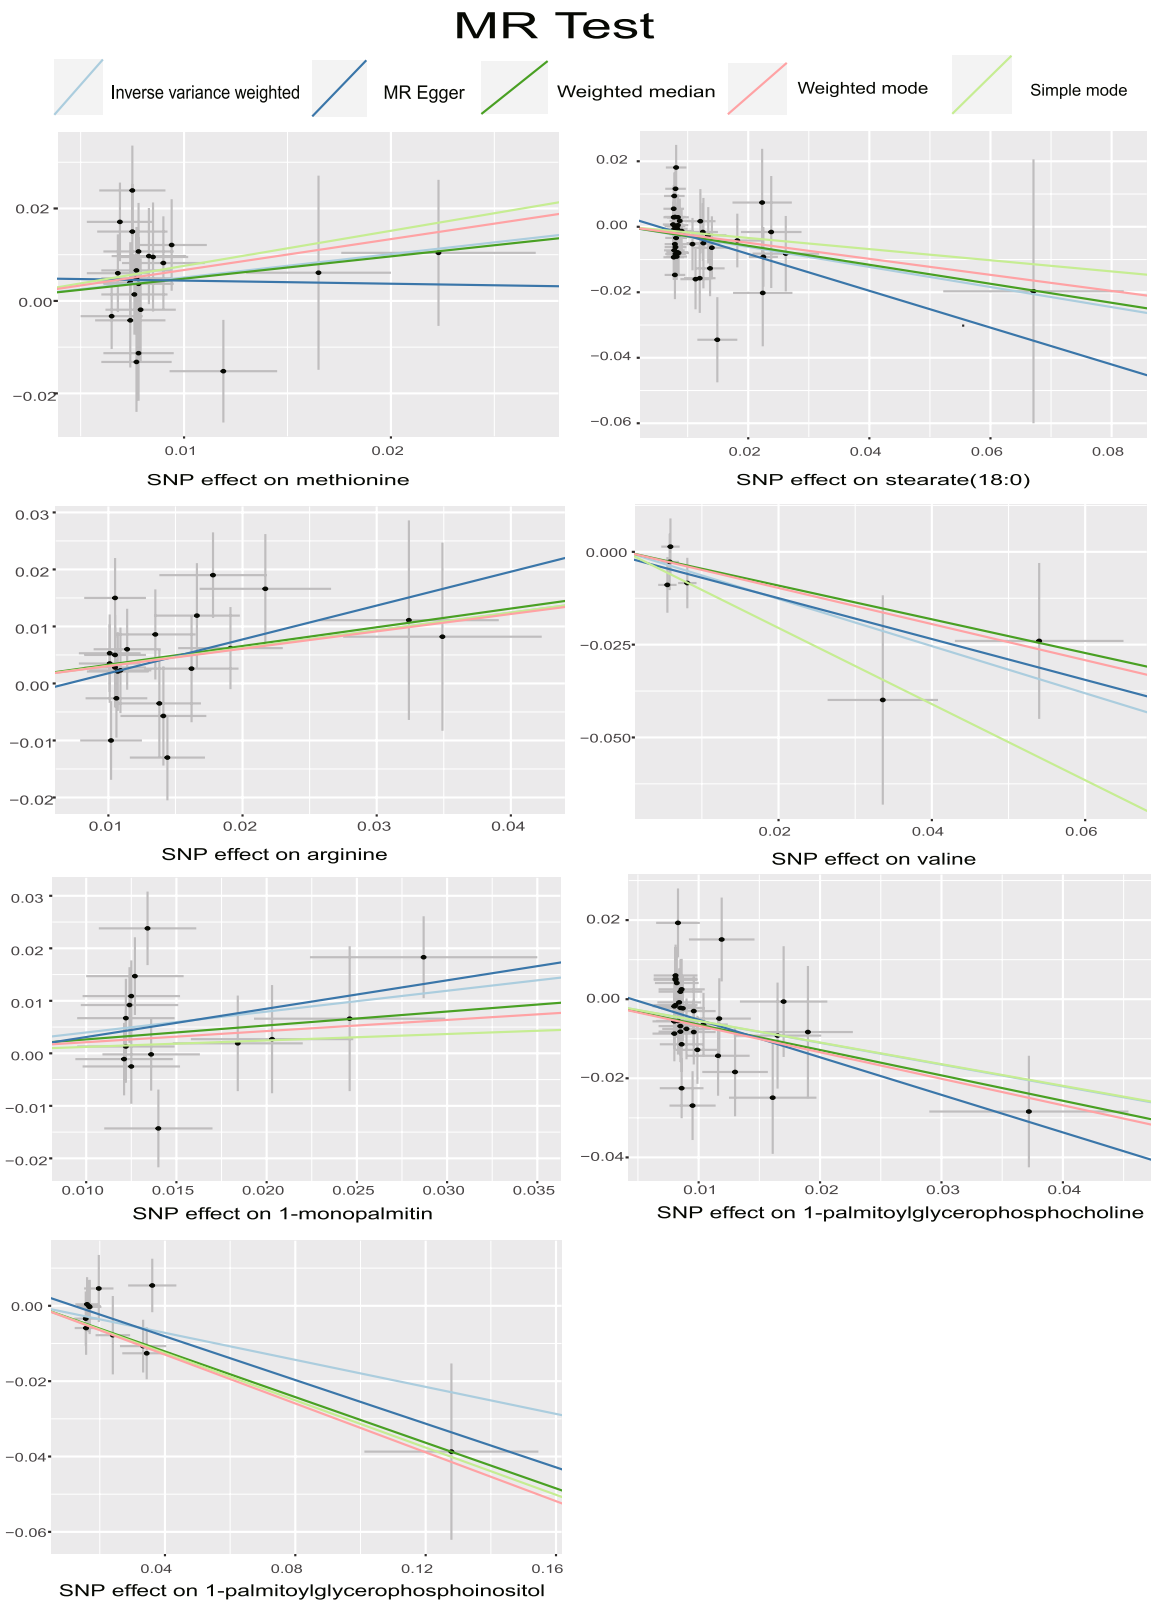 MR Test
Inverse variance weighted MR Egger Weighted median Weighted mode Simple mode
0.02
0.00
−0.02
0.01 0.02
SNP effect on methionine
0.02
0.00
−0.02
−0.04
−0.06
0.02 0.04 0.06 0.08
SNP effect on stearate(18:0)
0.03
0.02
0.01
0.00
−0.01
−0.02
0.01 0.02 0.03 0.04
SNP effect on arginine
0.000
−0.025
−0.050
0.02 0.04 0.06
SNP effect on valine
0.03
0.02
0.01
0.00
−0.01
−0.02
0.010 0.015 0.020 0.025 0.030 0.035
SNP effect on 1-monopalmitin
0.02
0.00
−0.02
−0.04
0.01 0.02 0.03 0.04
SNP effect on 1-palmitoylglycerophosphocholine
0.00
−0.02
−0.04
−0.06
0.04 0.08 0.12 0.16
SNP effect on 1-palmitoylglycerophosphoinositol